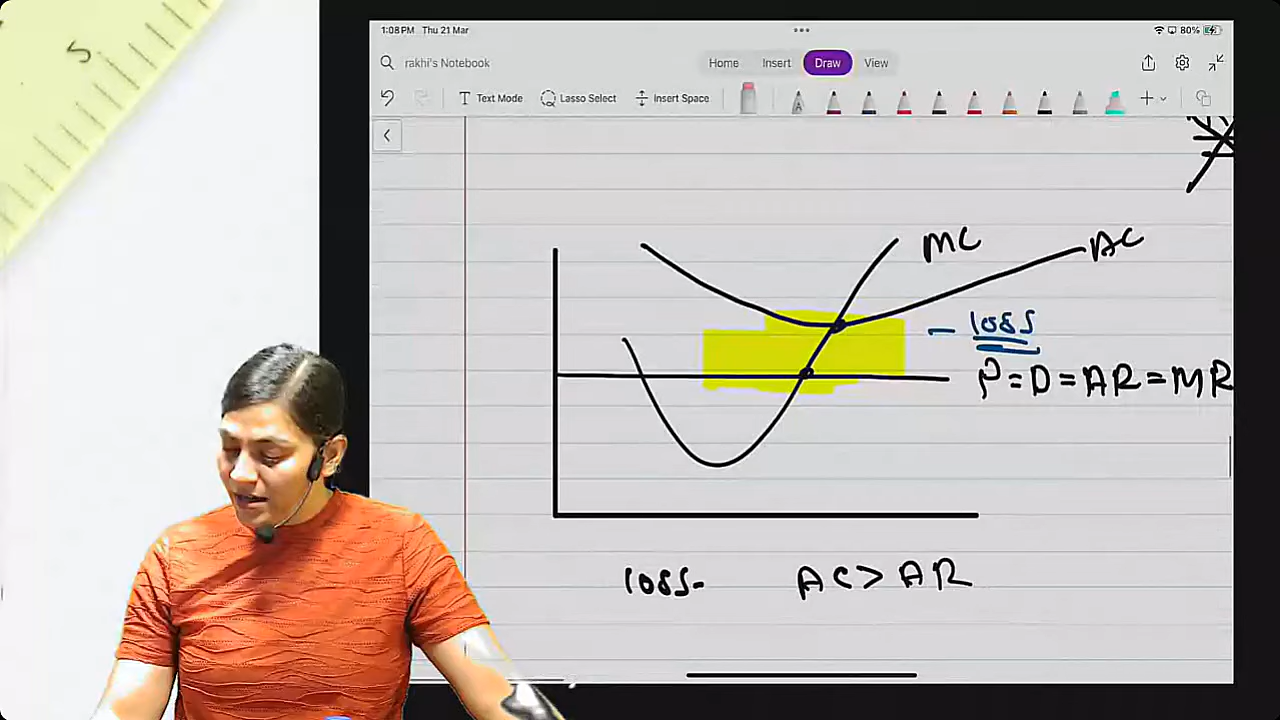 5
1:08 PM Thu 21 Mar
80%
rakhi's Notebook
Home Insert Draw View
Text Mode Lasso Select Insert Space
A
MC
AC
- loss
P = D = AR = MR
loss- AC > AR